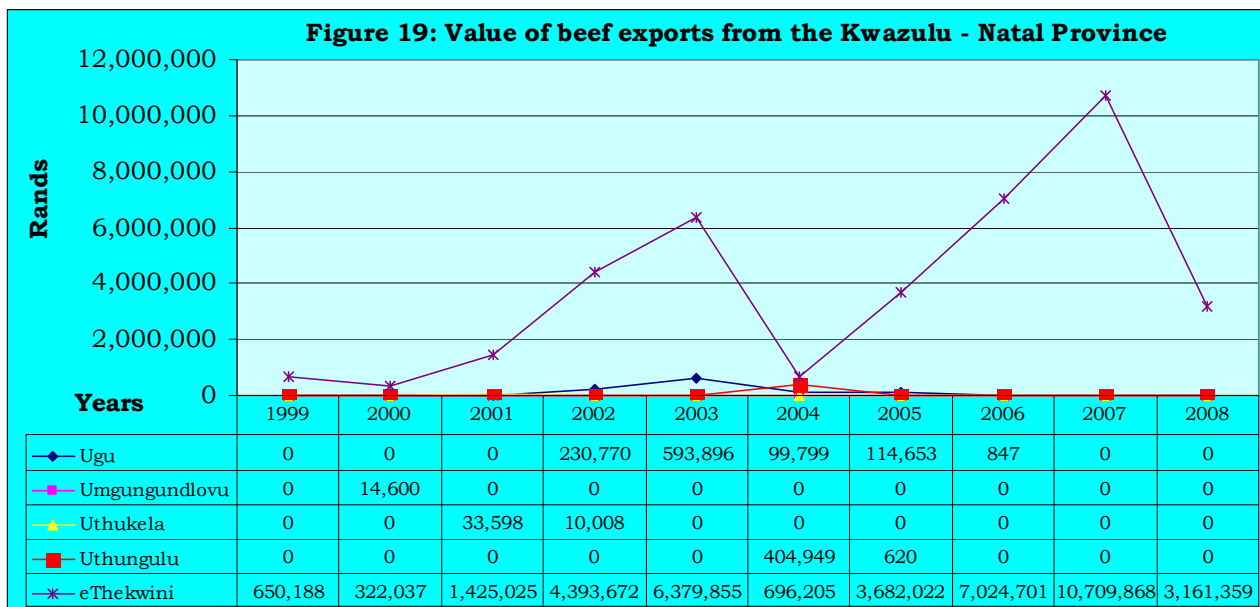 Figure 19: Value of beef exports from the Kwazulu - Natal Province
12,000,000
10,000,000
8,000,000
6,000,000
4,000,000
2,000,000
0
Rands
Years
1999 2000 2001 2002 2003 2004 2005 2006 2007 2008
Ugu 0 0 0 230,770 593,896 99,799 114,653 847 0 0
Umgungundlovu 0 14,600 0 0 0 0 0 0 0 0
Uthukela 0 0 33,598 10,008 0 0 0 0 0 0
Uthungulu 0 0 0 0 0 404,949 620 0 0 0
eThekwini 650,188 322,037 1,425,025 4,393,672 6,379,855 696,205 3,682,022 7,024,701 10,709,868 3,161,359